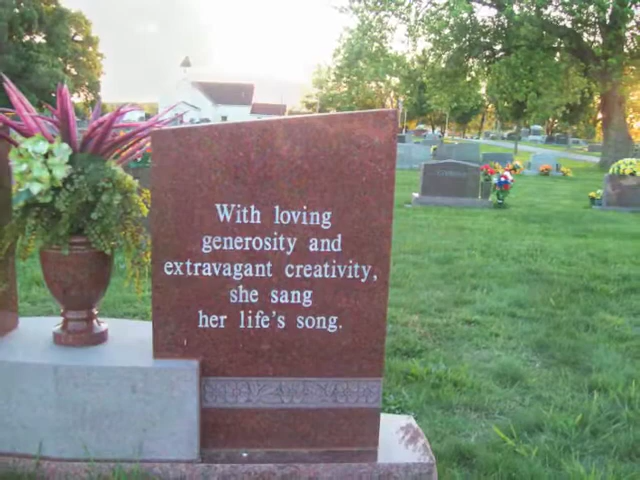 With loving
generosity and
extravagant creativity,
she sang
her life's song.